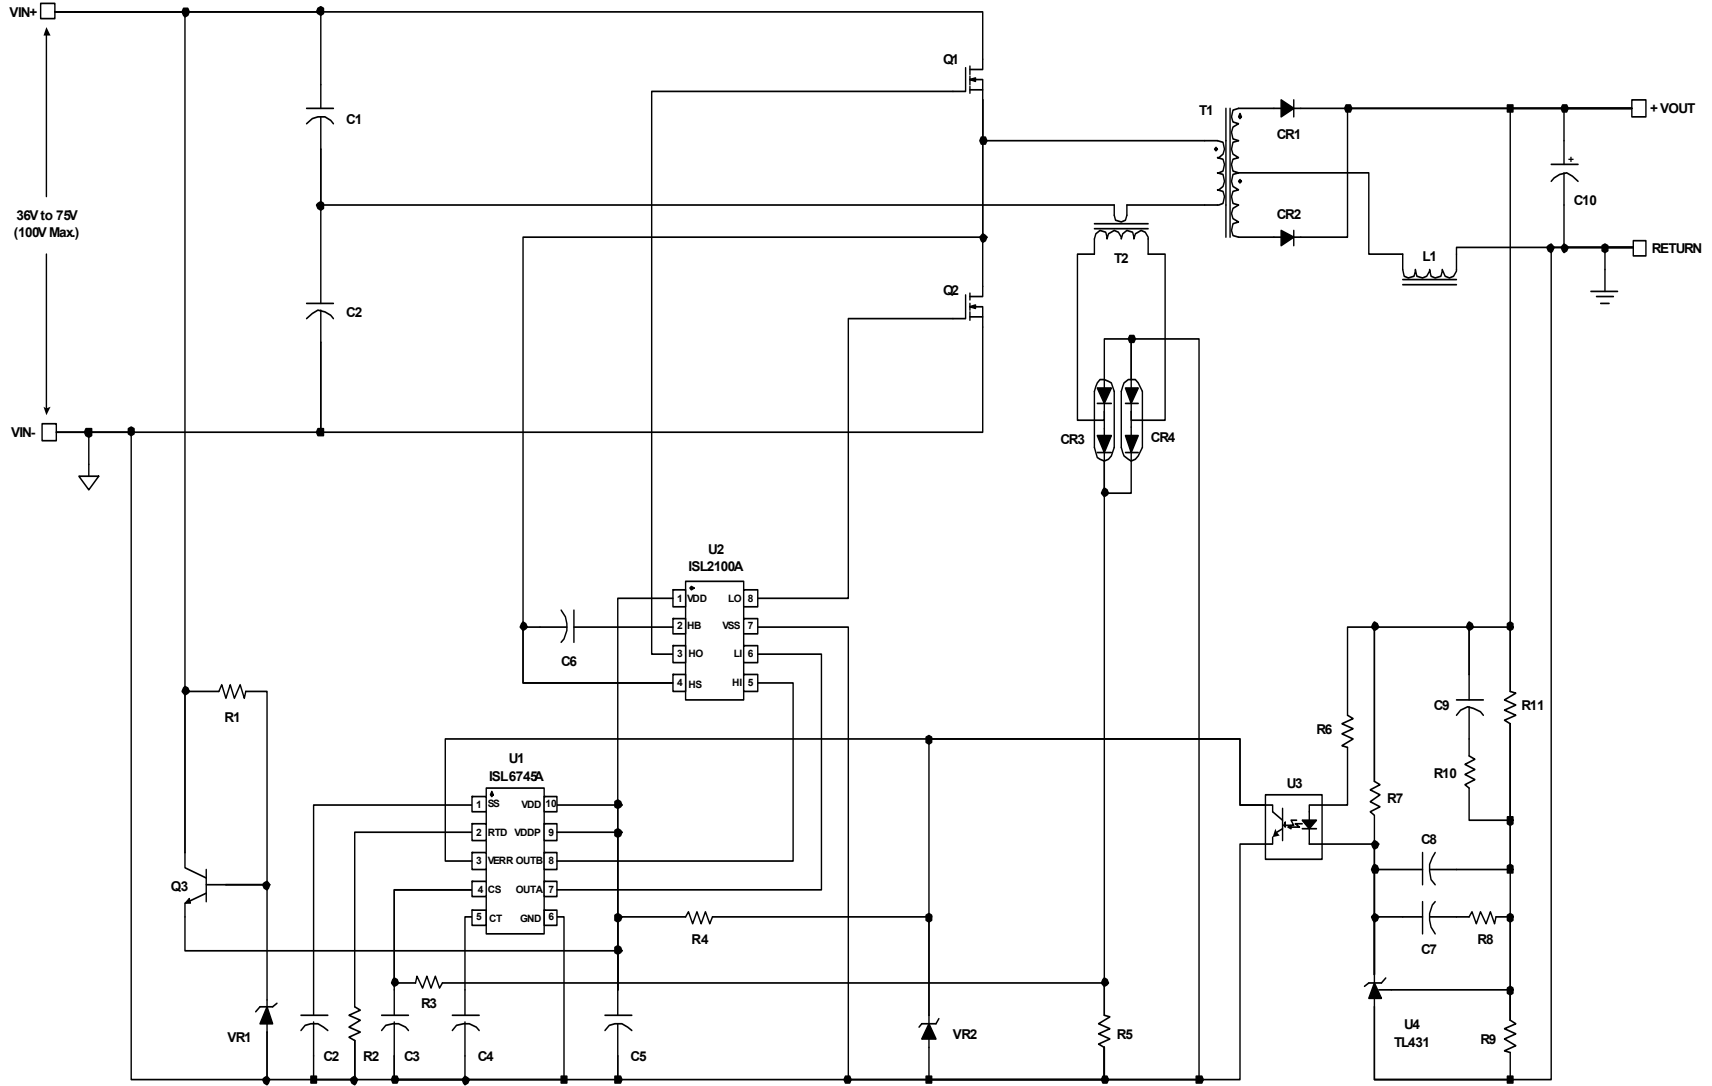 VIN+
Q1
C1
T1
CR1
+ VOUT
+
C10
36V to 75V
(100V Max.)
CR2
RETURN
T2
L1
C2
Q2
VIN-
CR3
CR4
U2
ISL2100A
1 VDD LO 8
2 HB VSS 7
3 HO LI 6
4 HS HI 5
C6
R1
C9
R11
R6
R10
U1
ISL6745A
1 SS VDD 10
2 RTD VDDP 9
3 VERR OUTB 8
4 CS OUTA 7
5 CT GND 6
U3
R7
C8
Q3
R4
C7
R8
R3
VR1
C2
R2
C3
C4
C5
VR2
R5
U4
TL431
R9